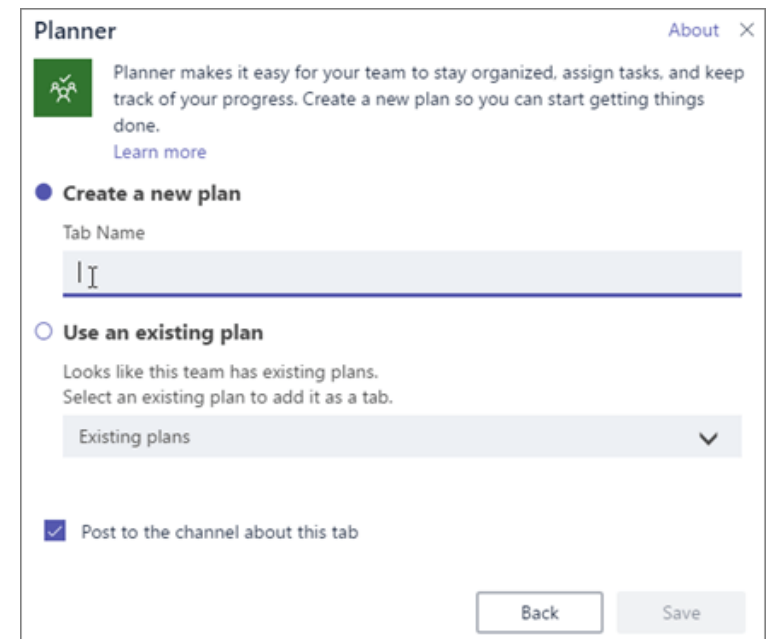 Planner
About
Planner makes it easy for your team to stay organized, assign tasks, and keep
track of your progress. Create a new plan so you can start getting things
done.
Learn more
Create a new plan
Tab Name
Use an existing plan
Looks like this team has existing plans.
Select an existing plan to add it as a tab.
Existing plans
Post to the channel about this tab
Back
Save